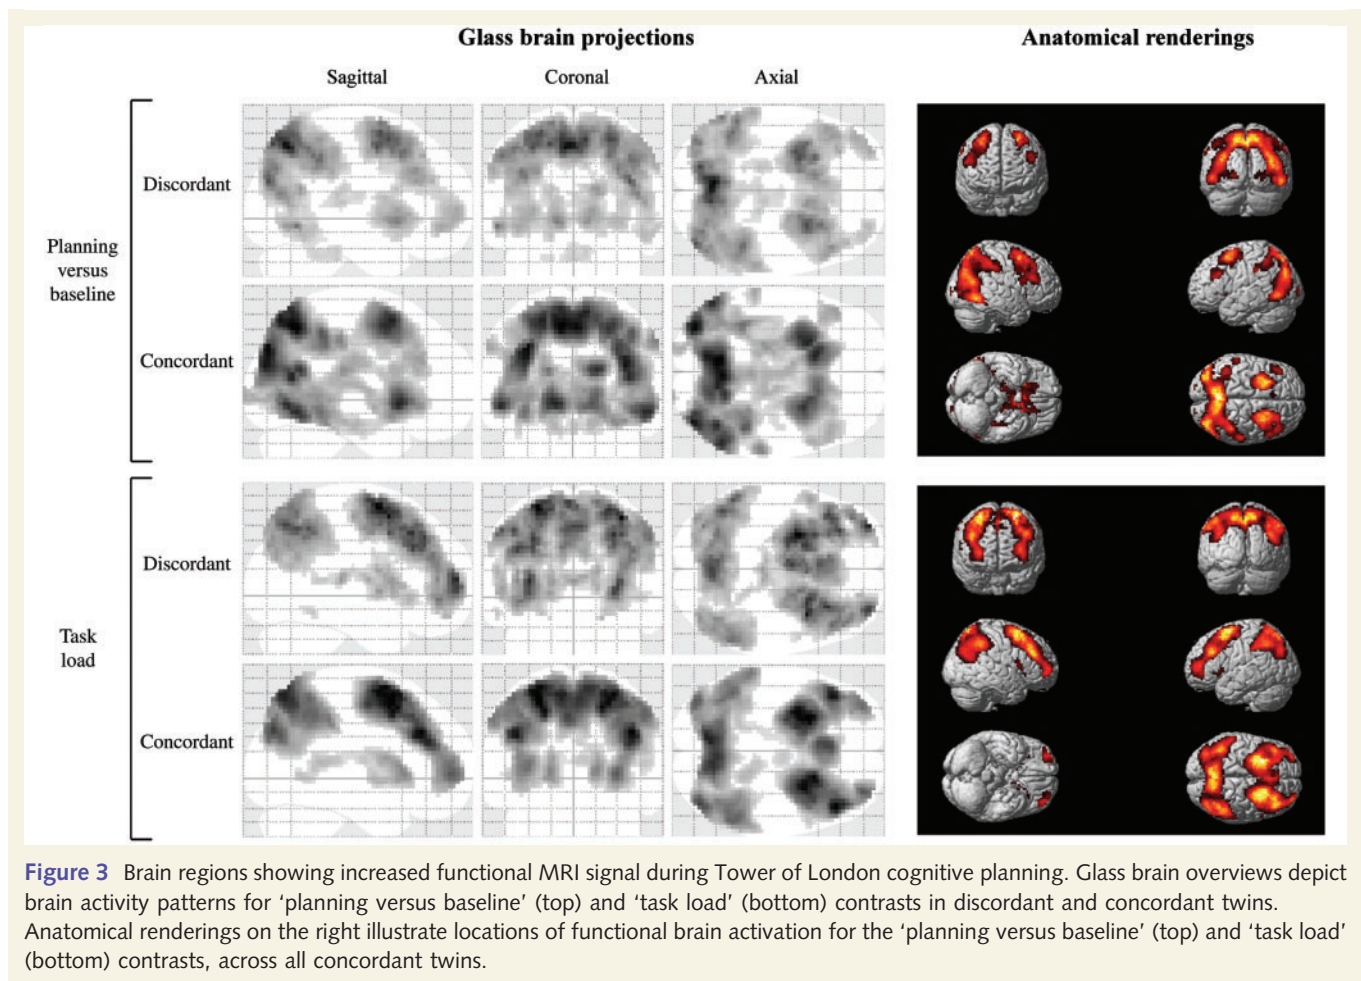 Glass brain projections
Anatomical renderings
Sagittal
Coronal
Axial
Planning
versus
baseline
Discordant
Concordant
Task
load
Discordant
Concordant
Figure 3 Brain regions showing increased functional MRI signal during Tower of London cognitive planning. Glass brain overviews depict
brain activity patterns for ‘planning versus baseline’ (top) and ‘task load’ (bottom) contrasts in discordant and concordant twins.
Anatomical renderings on the right illustrate locations of functional brain activation for the ‘planning versus baseline’ (top) and ‘task load’
(bottom) contrasts, across all concordant twins.